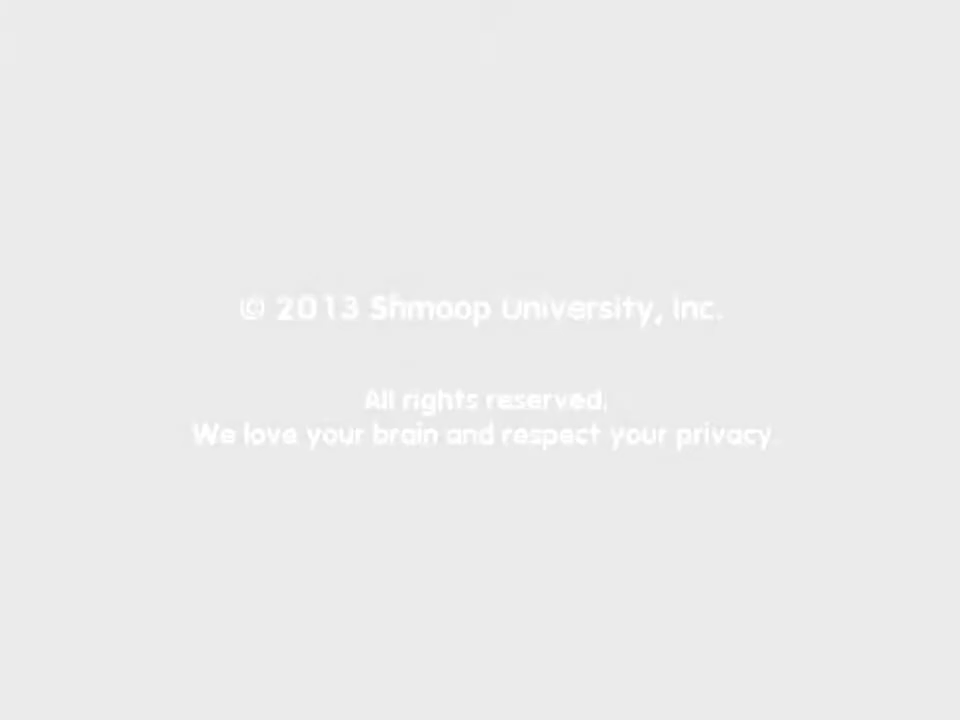 © 2013 Shmoop University, Inc.
All rights reserved.
We love your brain and respect your privacy.